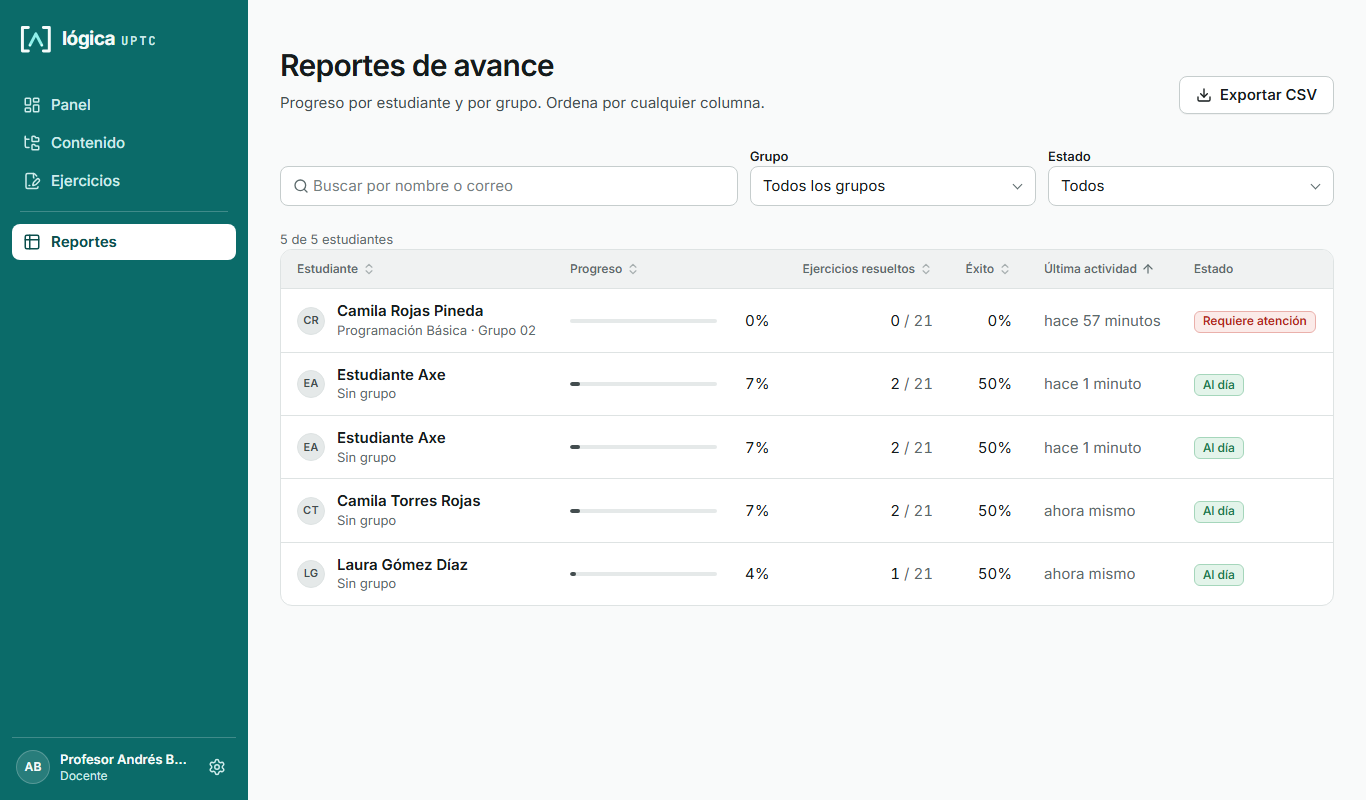 lógica UPTC
Panel
Contenido
Ejercicios
Reportes
Profesor Andrés B...
Docente
AB
Reportes de avance
Progreso por estudiante y por grupo. Ordena por cualquier columna.
Exportar CSV
Grupo
Estado
Buscar por nombre o correo
Todos los grupos
Todos
5 de 5 estudiantes
Estudiante Progreso Ejercicios resueltos Éxito Última actividad Estado
CR Camila Rojas Pineda 0% 0 / 21 0% hace 57 minutos Requiere atención
Programación Básica · Grupo 02
EA Estudiante Axe 7% 2 / 21 50% hace 1 minuto Al día
Sin grupo
EA Estudiante Axe 7% 2 / 21 50% hace 1 minuto Al día
Sin grupo
CT Camila Torres Rojas 7% 2 / 21 50% ahora mismo Al día
Sin grupo
LG Laura Gómez Díaz 4% 1 / 21 50% ahora mismo Al día
Sin grupo